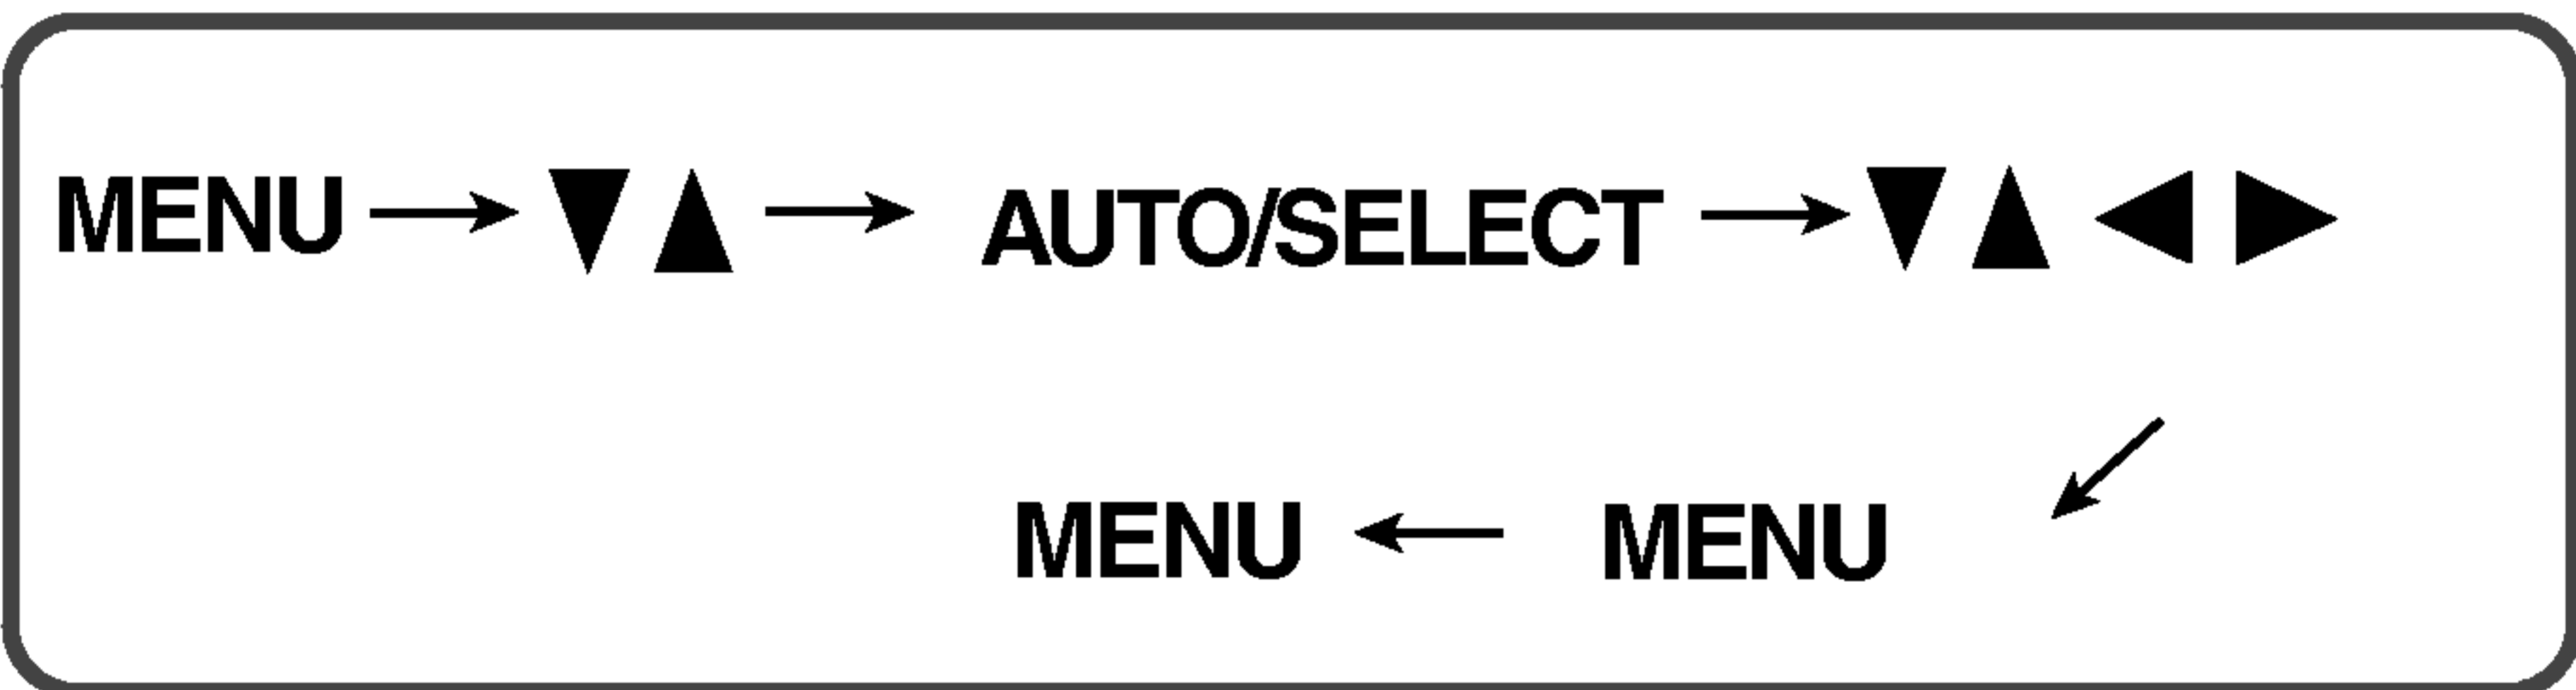 MENU → ▼ ▲ → AUTO/SELECT → ▼ ▲ ◀ ▶
MENU ← MENU